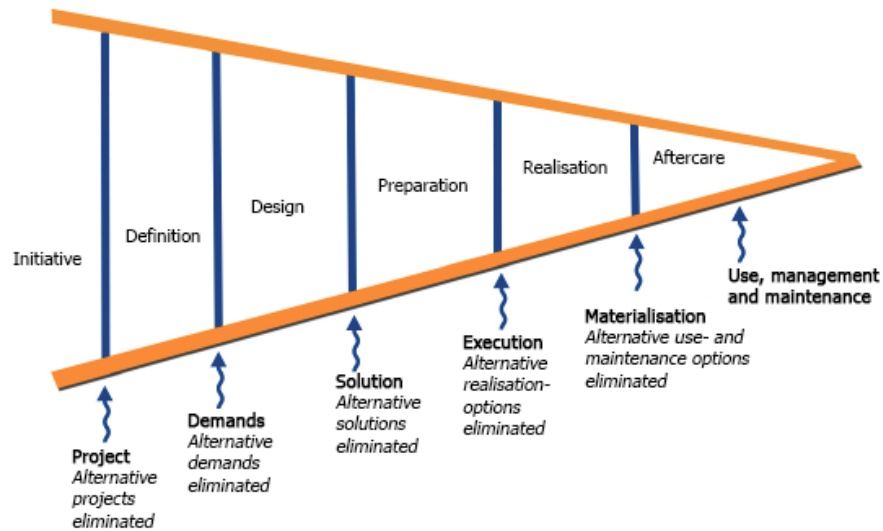 Initiative
Definition
Design
Preparation
Realisation
Aftercare
Project
Alternative
projects
eliminated
Demands
Alternative
demands
eliminated
Solution
Alternative
solutions
eliminated
Execution
Alternative
realisation-
options
eliminated
Materialisation
Alternative use- and
maintenance options
eliminated
Use, management
and maintenance